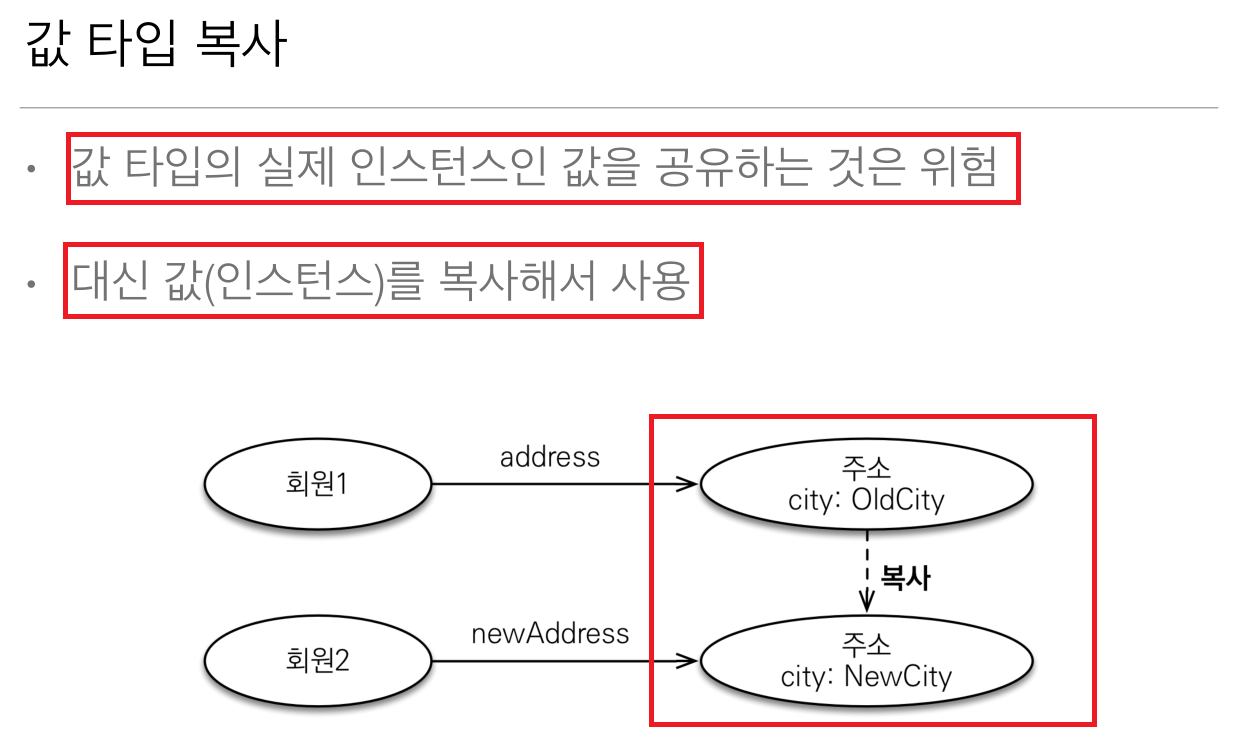 값 타입 복사
• 값 타입의 실제 인스턴스인 값을 공유하는 것은 위험
• 대신 값(인스턴스)를 복사해서 사용
회원1
address
주소
city: OldCity
복사
회원2
newAddress
주소
city: NewCity